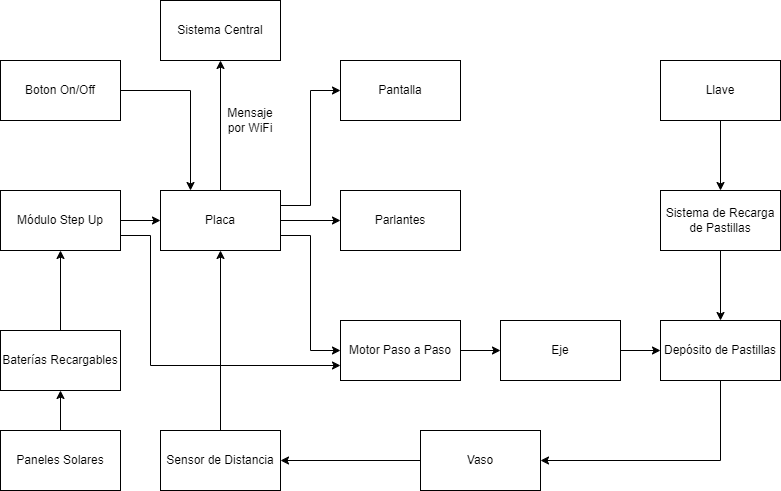 Sistema Central
Boton On/Off
Mensaje
por WiFi
Pantalla
Llave
Módulo Step Up
Placa
Parlantes
Sistema de Recarga
de Pastillas
Baterías Recargables
Motor Paso a Paso
Eje
Depósito de Pastillas
Paneles Solares
Sensor de Distancia
Vaso